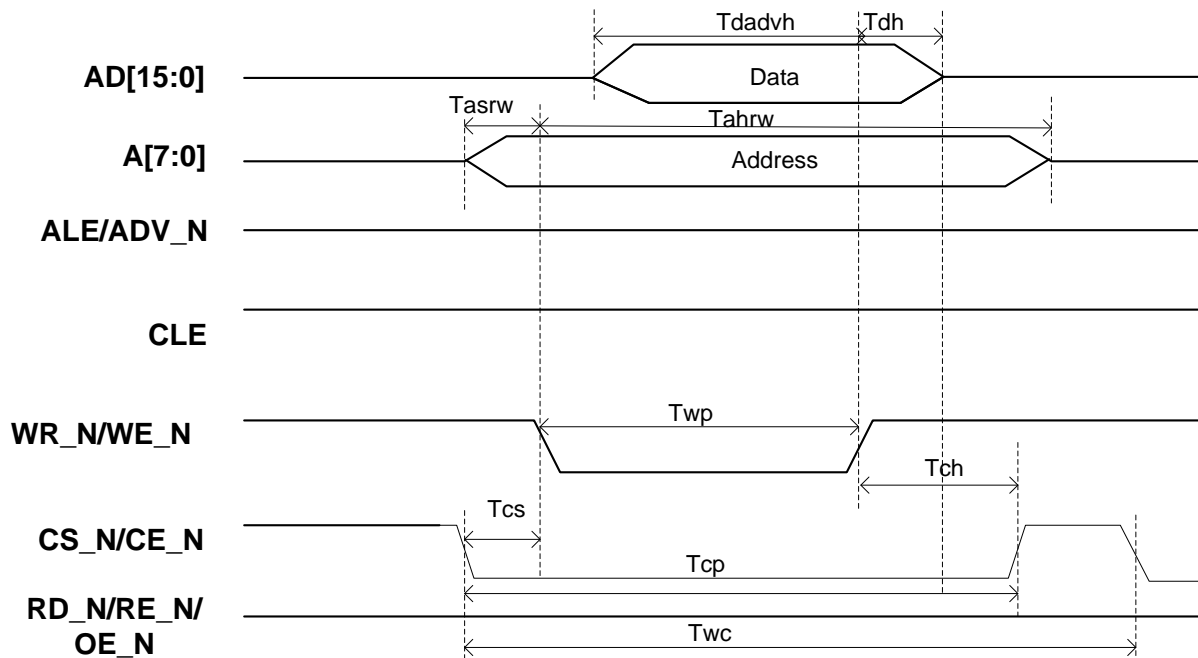 Tdadvh
Tdh
AD[15:0]
Data
Tasrw
Tahrw
A[7:0]
Address
ALE/ADV_N
CLE
Twp
WR_N/WE_N
Tch
Tcs
CS_N/CE_N
Tcp
RD_N/RE_N/
OE_N
Twc